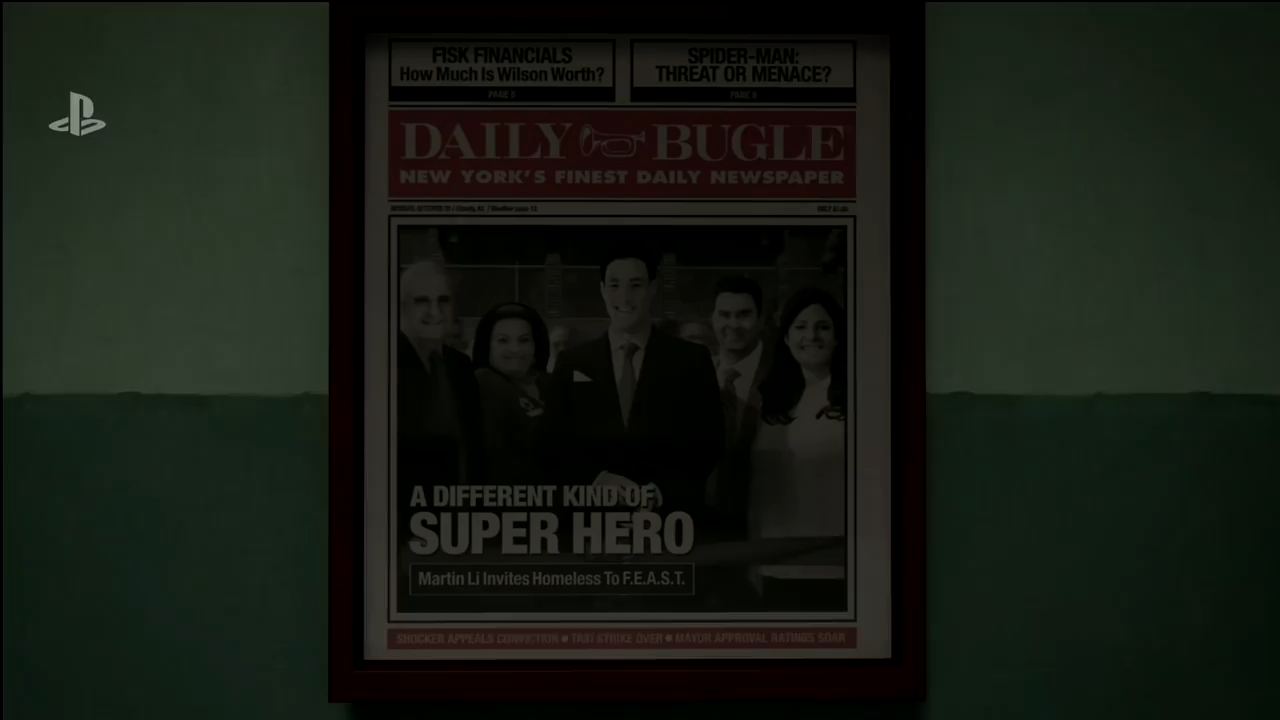 FISK FINANCIALS
How Much Is Wilson Worth?
PAGE 5
SPIDER-MAN:
THREAT OR MENACE?
DAILY BUGLE
NEW YORK'S FINEST DAILY NEWSPAPER
A DIFFERENT KIND OF
SUPER HERO
Martin Li Invites Homeless To F.E.A.S.T.
SHOCKER APPEALS CONVICTION ● TAXI STRIKE OVER ● MAYOR APPROVAL RATINGS SOAR